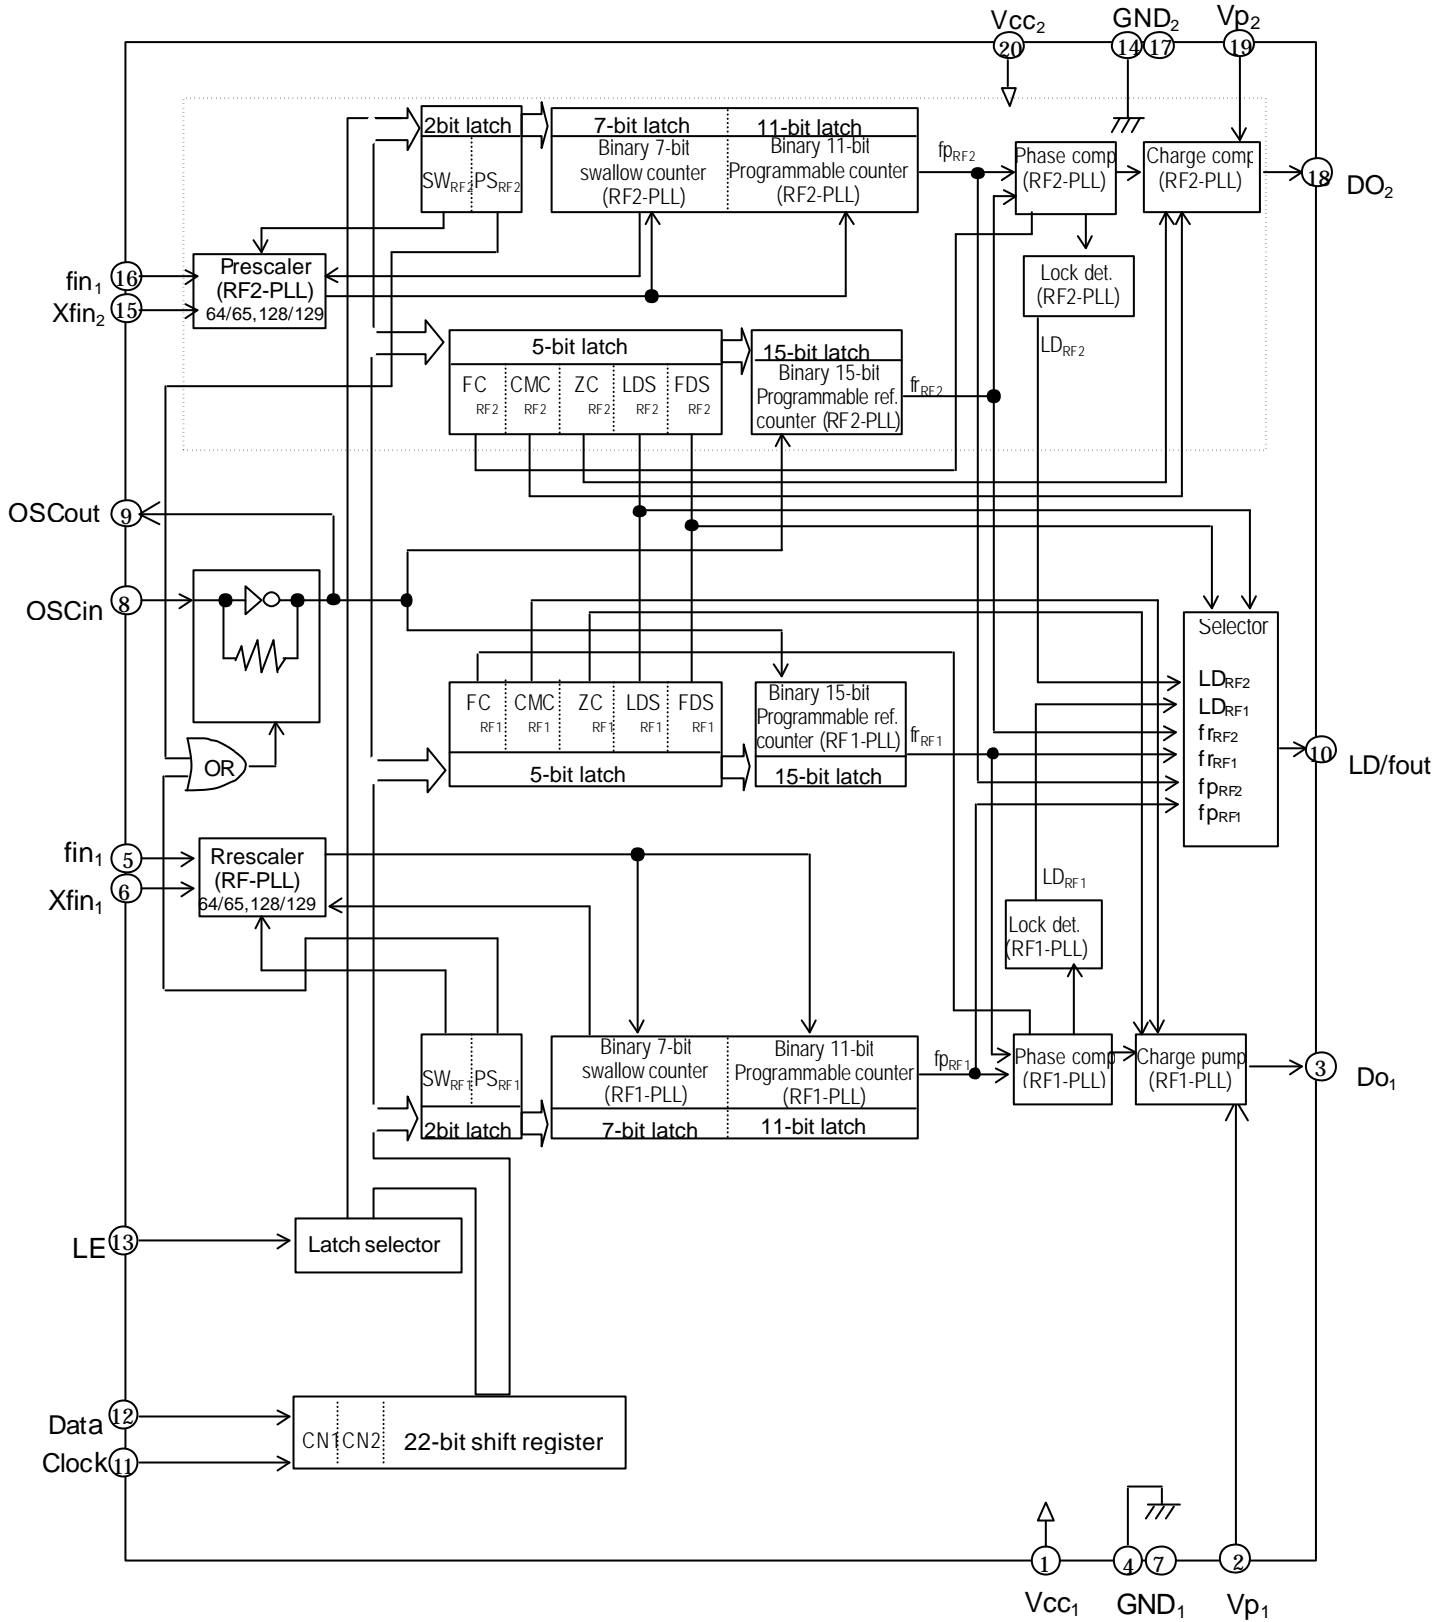 Vcc2
GND2
Vp2
20
14
17
19
2bit latch
SWRF2
PSRF2
7-bit latch
11-bit latch
Binary 7-bit
swallow counter
(RF2-PLL)
Binary 11-bit
Programmable counter
(RF2-PLL)
fpRF2
Phase comp
(RF2-PLL)
Charge comp
(RF2-PLL)
18
DO2
fin1
16
Xfin2
15
Prescaler
(RF2-PLL)
64/65,128/129
Lock det.
(RF2-PLL)
LDRF2
5-bit latch
FC
RF2
CMC
RF2
ZC
RF2
LDS
RF2
FDS
RF2
15-bit latch
Binary 15-bit
Programmable ref.
counter (RF2-PLL)
frRF2
OSCout
9
OSCin
8
Selector
LDRF2
LDRF1
frRF2
frRF1
fpRF2
fpRF1
10
LD/fout
FC
RF1
CMC
RF1
ZC
RF1
LDS
RF1
FDS
RF1
5-bit latch
Binary 15-bit
Programmable ref.
counter (RF1-PLL)
15-bit latch
frRF1
OR
fin1
5
Xfin1
6
Rrescaler
(RF-PLL)
64/65,128/129
LDRF1
Lock det.
(RF1-PLL)
SWRF1
PSRF1
2bit latch
Binary 7-bit
swallow counter
(RF1-PLL)
Binary 11-bit
Programmable counter
(RF1-PLL)
7-bit latch
11-bit latch
fpRF1
Phase comp
(RF1-PLL)
Charge pump
(RF1-PLL)
3
Do1
LE
13
Latch selector
Data
12
Clock
11
CN1
CN2
22-bit shift register
1
4
7
2
Vcc1
GND1
Vp1